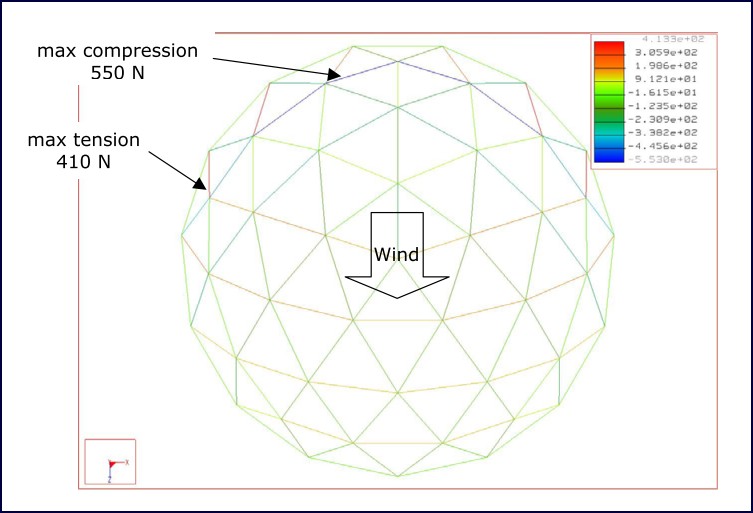 max compression
550 N
max tension
410 N
Wind
4.133e+02
3.059e+02
1.986e+02
9.121e+01
-1.615e+01
-1.235e+02
-2.309e+02
-3.382e+02
-4.456e+02
-5.530e+02
X
Z